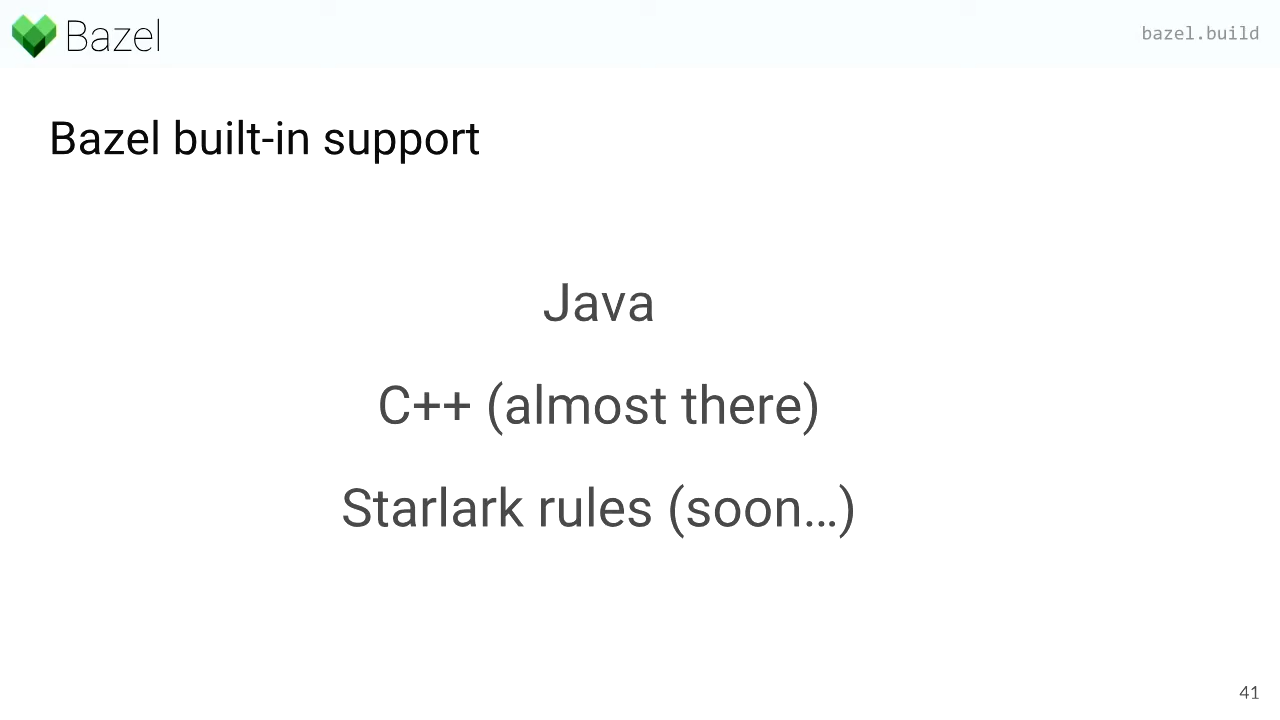 Bazel
bazel.build
Bazel built-in support
Java
C++ (almost there)
Starlark rules (soon…)
41